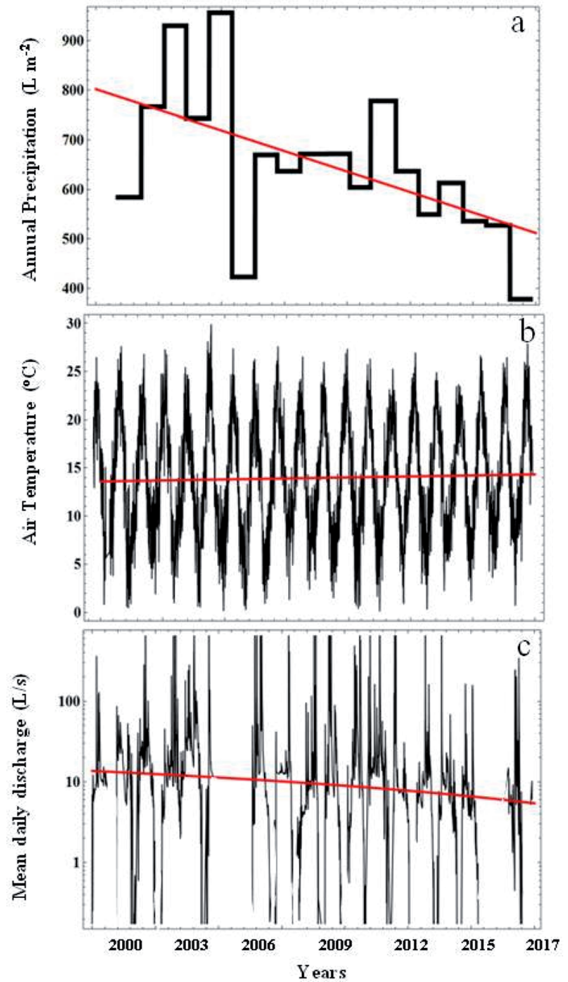 a
Annual Precipitation (L m-2)
900
800
700
600
500
400
b
Air Temperature (ºC)
30
25
20
15
10
5
0
c
Mean daily discharge (L/s)
100
10
1
2000 2003 2006 2009 2012 2015 2017
Years